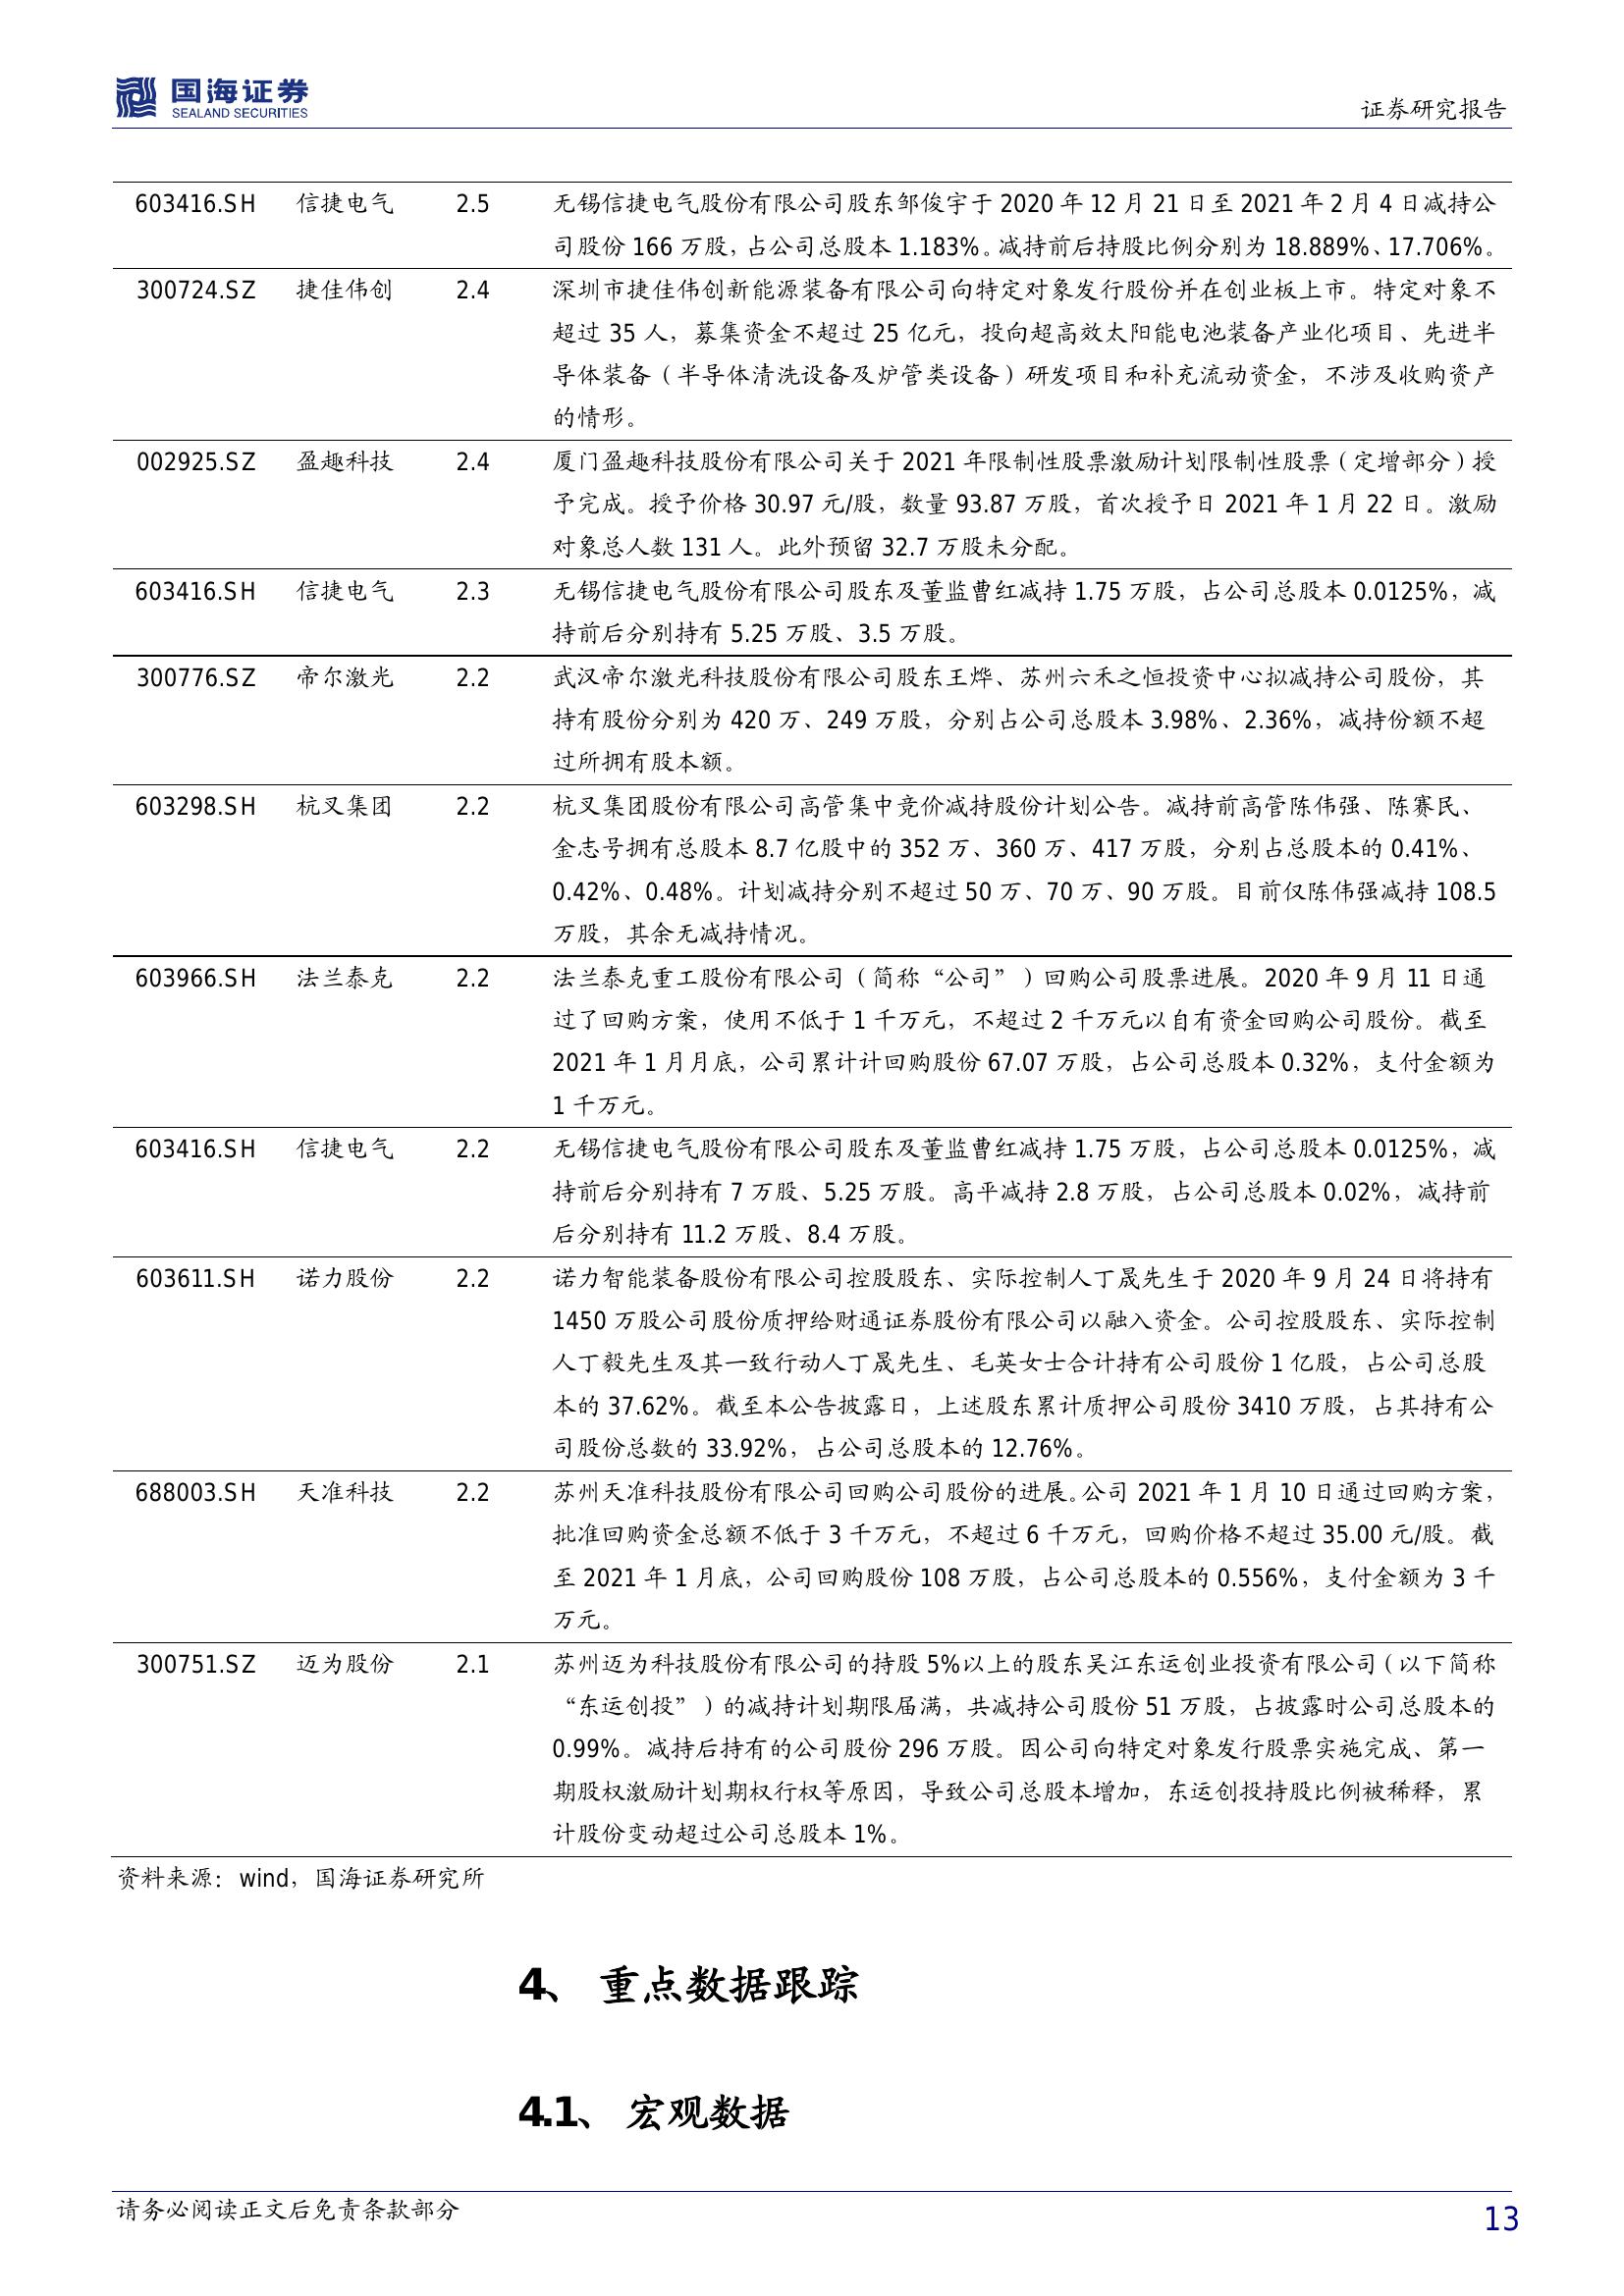 国海证券
SEALAND SECURITIES
证券研究报告
603416.SH 信捷电气 2.5 无锡信捷电气股份有限公司股东邹俊宇于 2020 年 12 月 21 日至 2021 年 2 月 4 日减持公
司股份 166 万股，占公司总股本 1.183%。减持前后持股比例分别为 18.889%、17.706%。
300724.SZ 捷佳伟创 2.4 深圳市捷佳伟创新能源装备有限公司向特定对象发行股份并在创业板上市。特定对象不
超过 35 人，募集资金不超过 25 亿元，投向超高效太阳能电池装备产业化项目、先进半
导体装备（半导体清洗设备及炉管类设备）研发项目和补充流动资金，不涉及收购资产
的情形。
002925.SZ 盈趣科技 2.4 厦门盈趣科技股份有限公司关于 2021 年限制性股票激励计划限制性股票（定增部分）授
予完成。授予价格 30.97 元/股，数量 93.87 万股，首次授予日 2021 年 1 月 22 日。激励
对象总人数 131 人。此外预留 32.7 万股未分配。
603416.SH 信捷电气 2.3 无锡信捷电气股份有限公司股东及董监曹红减持 1.75 万股，占公司总股本 0.0125%，减
持前后分别持有 5.25 万股、3.5 万股。
300776.SZ 帝尔激光 2.2 武汉帝尔激光科技股份有限公司股东王烨、苏州六禾之恒投资中心拟减持公司股份，其
持有股份分别为 420 万、249 万股，分别占公司总股本 3.98%、2.36%，减持份额不超
过所拥有股本额。
603298.SH 杭叉集团 2.2 杭叉集团股份有限公司高管集中竞价减持股份计划公告。减持前高管陈伟强、陈赛民、
金志号拥有总股本 8.7 亿股中的 352 万、360 万、417 万股，分别占总股本的 0.41%、
0.42%、0.48%。计划减持分别不超过 50 万、70 万、90 万股。目前仅陈伟强减持 108.5
万股，其余无减持情况。
603966.SH 法兰泰克 2.2 法兰泰克重工股份有限公司（简称“公司”）回购公司股票进展。2020 年 9 月 11 日通
过了回购方案，使用不低于 1 千万元，不超过 2 千万元以自有资金回购公司股份。截至
2021 年 1 月月底，公司累计计回购股份 67.07 万股，占公司总股本 0.32%，支付金额为
1 千万元。
603416.SH 信捷电气 2.2 无锡信捷电气股份有限公司股东及董监曹红减持 1.75 万股，占公司总股本 0.0125%，减
持前后分别持有 7 万股、5.25 万股。高平减持 2.8 万股，占公司总股本 0.02%，减持前
后分别持有 11.2 万股、8.4 万股。
603611.SH 诺力股份 2.2 诺力智能装备股份有限公司控股股东、实际控制人丁晟先生于 2020 年 9 月 24 日将持有
1450 万股公司股份质押给财通证券股份有限公司以融入资金。公司控股股东、实际控制
人丁毅先生及其一致行动人丁晟先生、毛英女士合计持有公司股份 1 亿股，占公司总股
本的 37.62%。截至本公告披露日，上述股东累计质押公司股份 3410 万股，占其持有公
司股份总数的 33.92%，占公司总股本的 12.76%。
688003.SH 天准科技 2.2 苏州天准科技股份有限公司回购公司股份的进展。公司 2021 年 1 月 10 日通过回购方案，
批准回购资金总额不低于 3 千万元，不超过 6 千万元，回购价格不超过 35.00 元/股。截
至 2021 年 1 月底，公司回购股份 108 万股，占公司总股本的 0.556%，支付金额为 3 千
万元。
300751.SZ 迈为股份 2.1 苏州迈为科技股份有限公司的持股 5%以上的股东吴江东运创业投资有限公司（以下简称
“东运创投”）的减持计划期限届满，共减持公司股份 51 万股，占披露时公司总股本的
0.99%。减持后持有的公司股份 296 万股。因公司向特定对象发行股票实施完成、第一
期股权激励计划期权行权等原因，导致公司总股本增加，东运创投持股比例被稀释，累
计股份变动超过公司总股本 1%。
资料来源：wind，国海证券研究所
4、 重点数据跟踪
4.1、 宏观数据
请务必阅读正文后免责条款部分
13